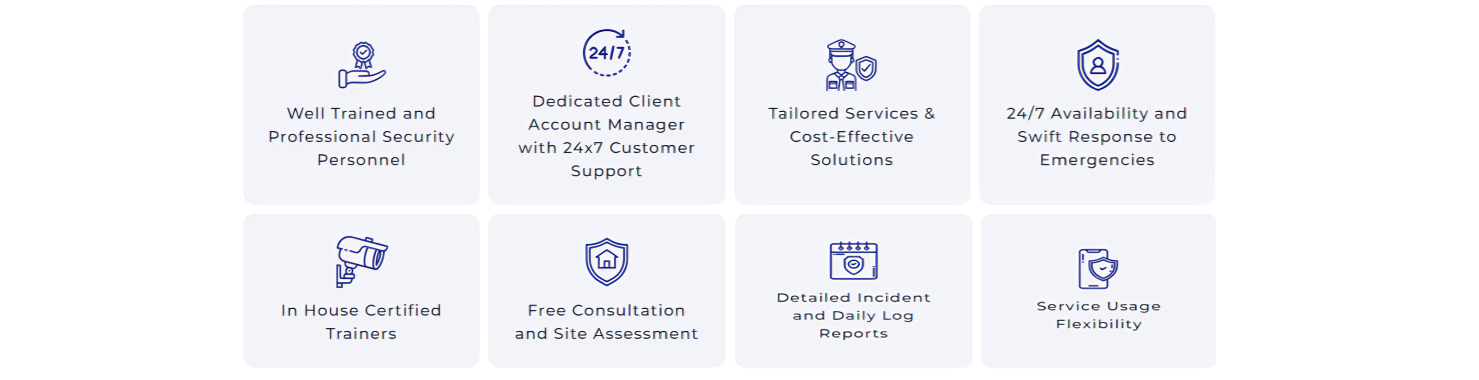 Well Trained and
Professional Security
Personnel
24/7
Dedicated Client
Account Manager
with 24x7 Customer
Support
Tailored Services &
Cost-Effective
Solutions
24/7 Availability and
Swift Response to
Emergencies
In House Certified
Trainers
Free Consultation
and Site Assessment
Detailed Incident
and Daily Log
Reports
Service Usage
Flexibility